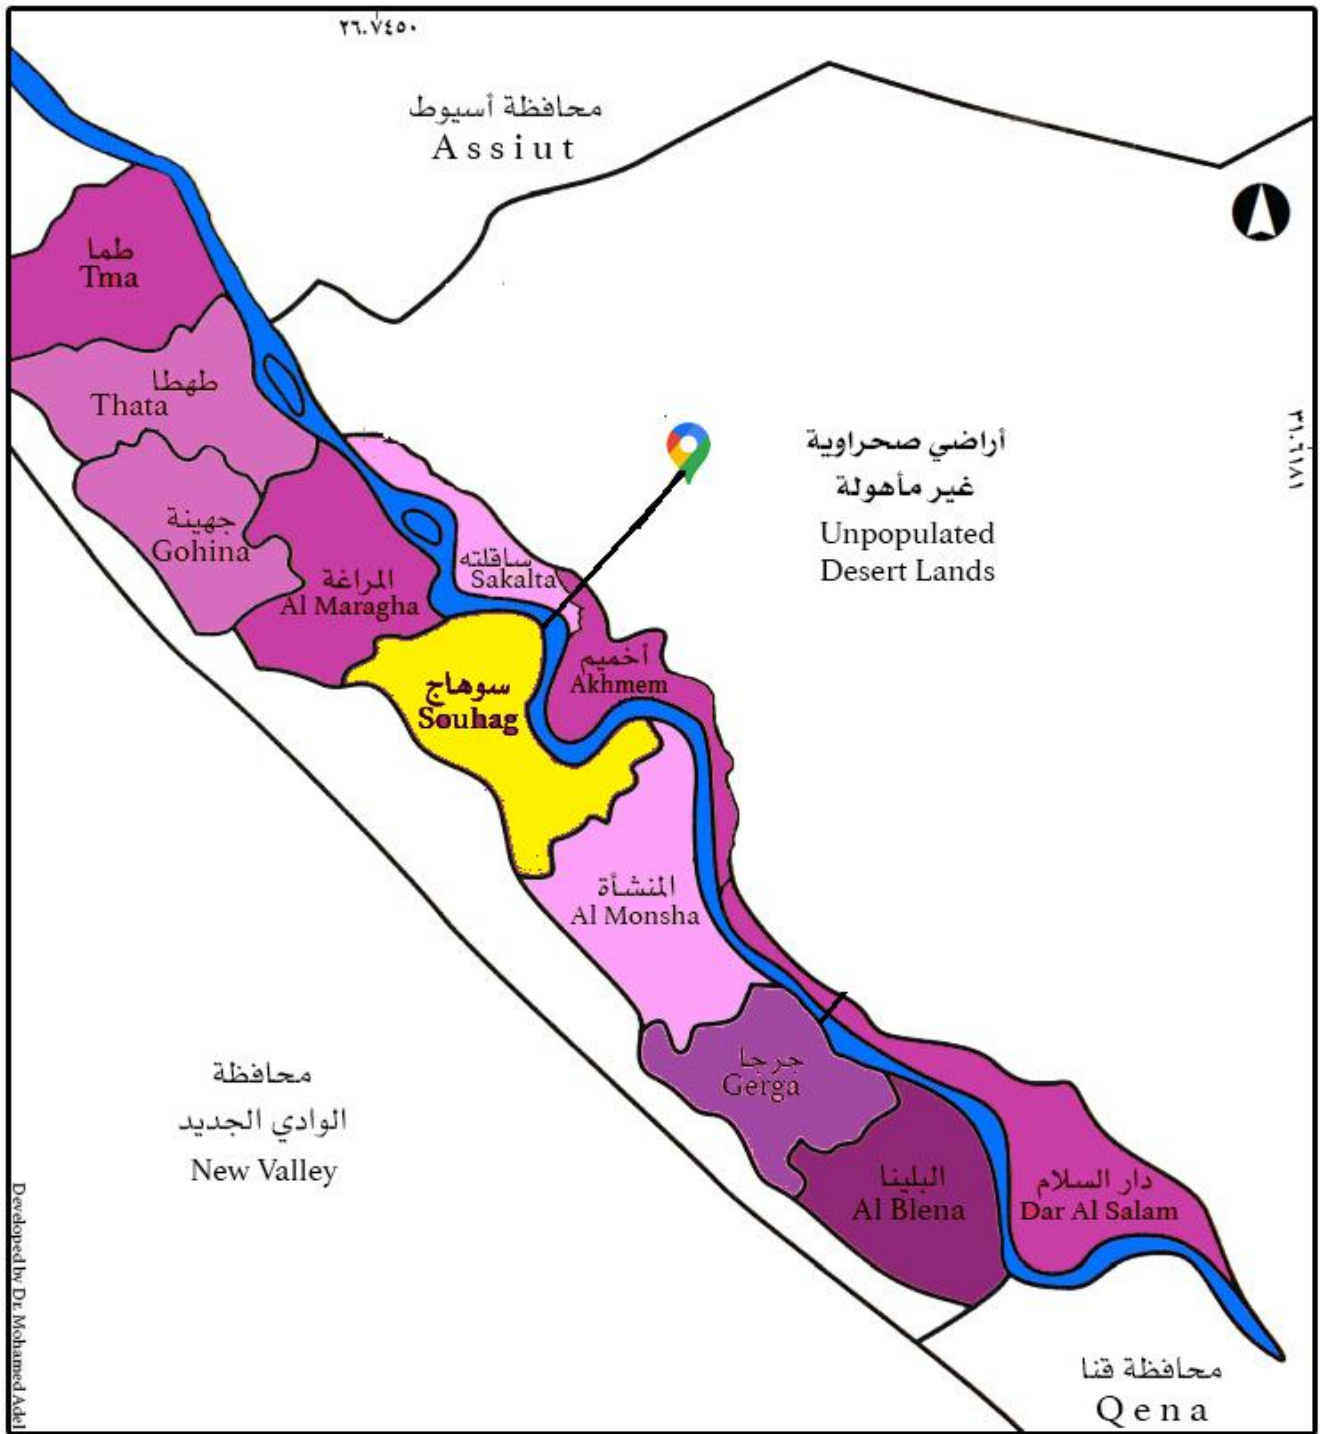 ٢٦.٧٤٥٠
محافظة أسيوط
Assiut
طما
Tma
طهطا
Thata
٣١.٦١٨١
أراضي صحراوية
غير مأهولة
Unpopulated
Desert Lands
جهينة
Gohina
المراغة
Al Maragha
ساقلته
Sakalta
أخميم
Akhmem
سوهاج
Souhag
المنشأة
Al Monsha
جرجا
Gerga
محافظة
الوادي الجديد
New Valley
البلينا
Al Blena
دار السلام
Dar Al Salam
محافظة قنا
Qena
Developed by Dr. Mohamed Adel